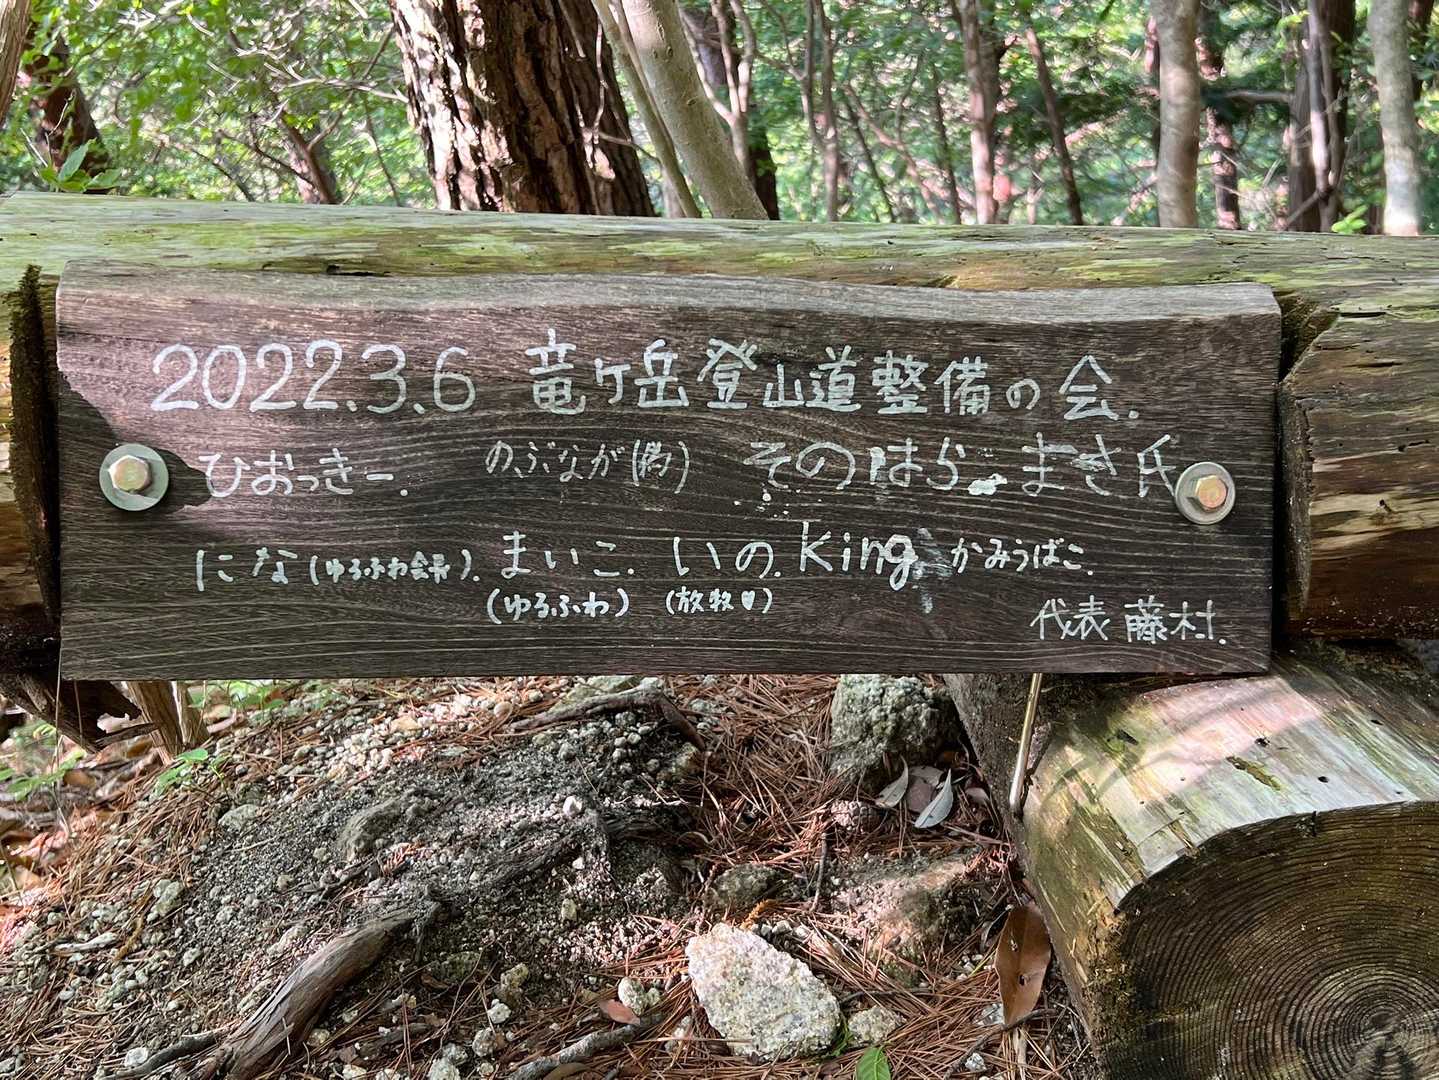 2022.3.6 竜ヶ岳登山道整備の会.
ひおっきー. のぶなが(偽) そのはら まさ氏
にな(ゆるふわ会長). まいこ. いの. King. かみうばこ.
(ゆるふわ) (放牧♥)
代表 藤村.